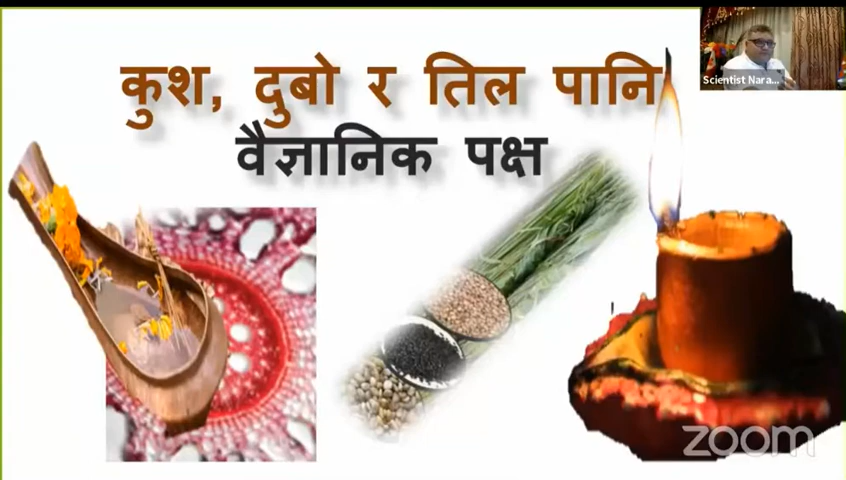 कुश, दुबो र तिल पानि
वैज्ञानिक पक्ष
Scientist Nara...
zoom